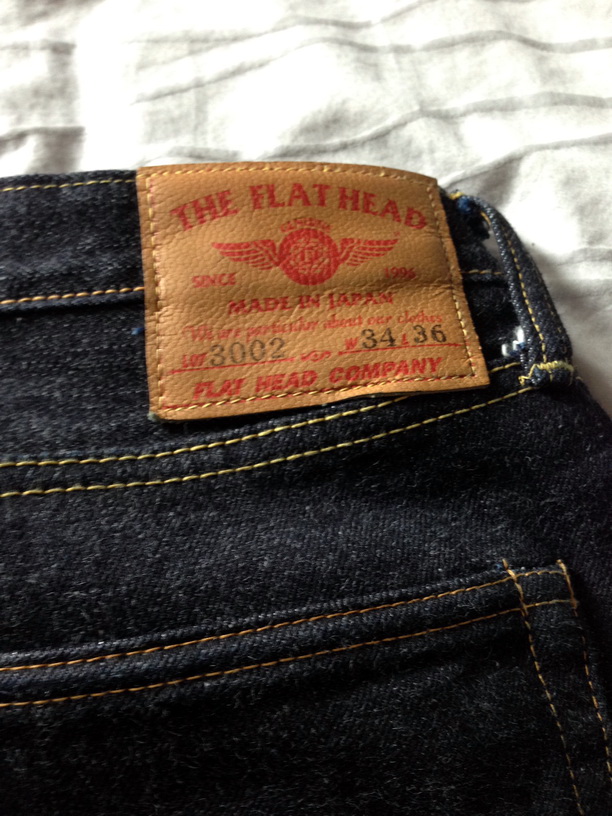 THE FLAT HEAD
SINCE 1996
MADE IN JAPAN
We are particular about our clothes
LOT 3002 W 34 L 36
FLAT HEAD COMPANY